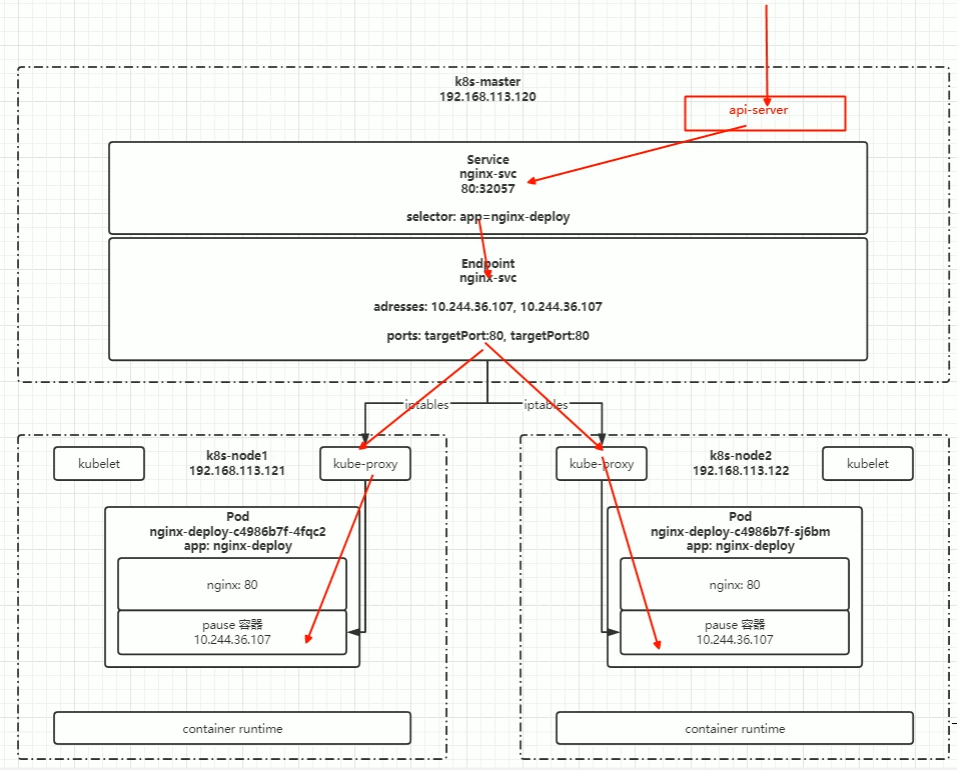 k8s-master
192.168.113.120
api-server
Service
nginx-svc
80:32057
selector: app=nginx-deploy
Endpoint
nginx-svc
adresses: 10.244.36.107, 10.244.36.107
ports: targetPort:80, targetPort:80
iptables
iptables
kubelet
k8s-node1
192.168.113.121
kube-proxy
Pod
nginx-deploy-c4986b7f-4fqc2
app: nginx-deploy
nginx: 80
pause 容器
10.244.36.107
container runtime
kube-proxy
k8s-node2
192.168.113.122
kubelet
Pod
nginx-deploy-c4986b7f-sj6bm
app: nginx-deploy
nginx: 80
pause 容器
10.244.36.107
container runtime